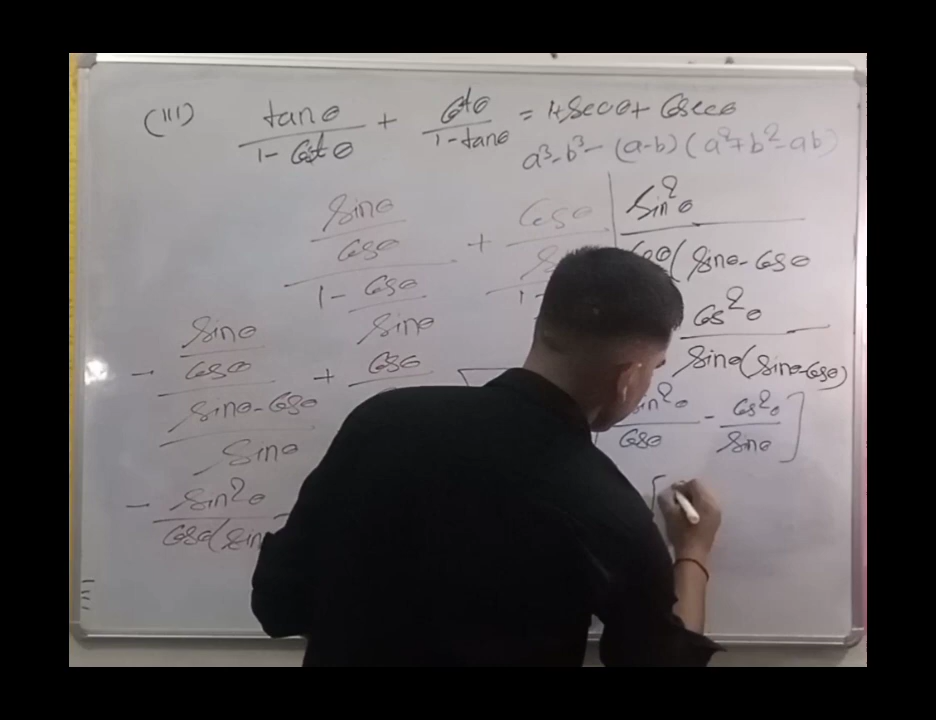 (III) tanθ / 1 - Cotθ + Cotθ / 1 - tanθ = 1+Secθ + Cosecθ
a³-b³ - (a-b) (a²+b²-ab)
Sinθ / Cosθ / 1 - Cosθ / Sinθ + Cosθ
Sin²θ / (Sinθ - Cosθ
- Sinθ / Cosθ / Sinθ - Cosθ / Sinθ + Cosθ
Cos²θ / Sinθ(Sinθ-Cosθ)
Sin²θ / Cosθ - Cos²θ / Sinθ ]
- Sin²θ / Cosθ(Sin
[